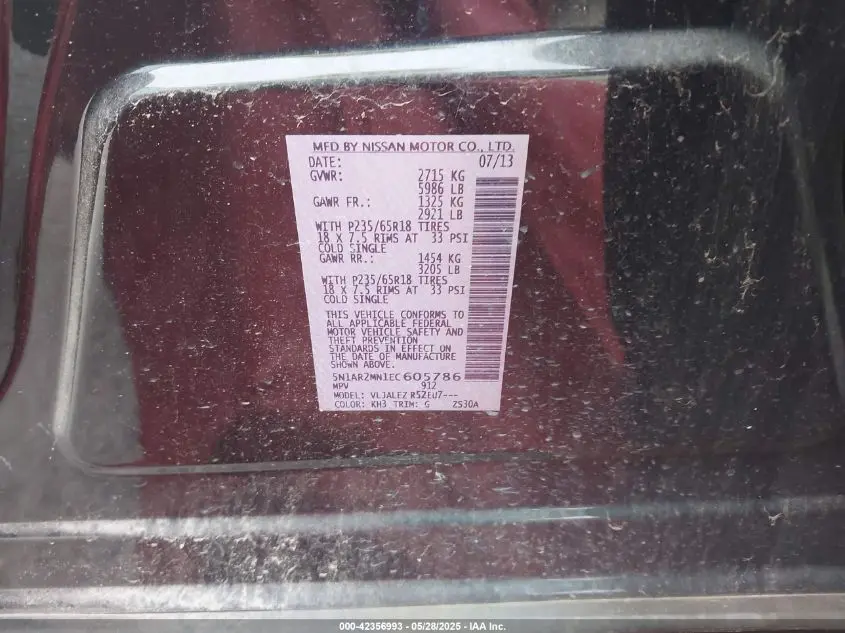 MFD BY NISSAN MOTOR CO., LTD.
DATE: 07/13
GVWR: 2715 KG
5986 LB
GAWR FR.: 1325 KG
2921 LB
WITH P235/65R18 TIRES
18 X 7.5 RIMS AT 33 PSI
COLD SINGLE
GAWR RR.: 1454 KG
3205 LB
WITH P235/65R18 TIRES
18 X 7.5 RIMS AT 33 PSI
COLD SINGLE
THIS VEHICLE CONFORMS TO
ALL APPLICABLE FEDERAL
MOTOR VEHICLE SAFETY AND
THEFT PREVENTION
STANDARDS IN EFFECT ON
THE DATE OF MANUFACTURE
SHOWN ABOVE.
5N1AR2MN1EC605786
MPV 912
MODEL: VLJALEZ R52EU7---
COLOR: KH3 TRIM: G ZS30A
000-42356993 — 05/28/2025 - IAA Inc.